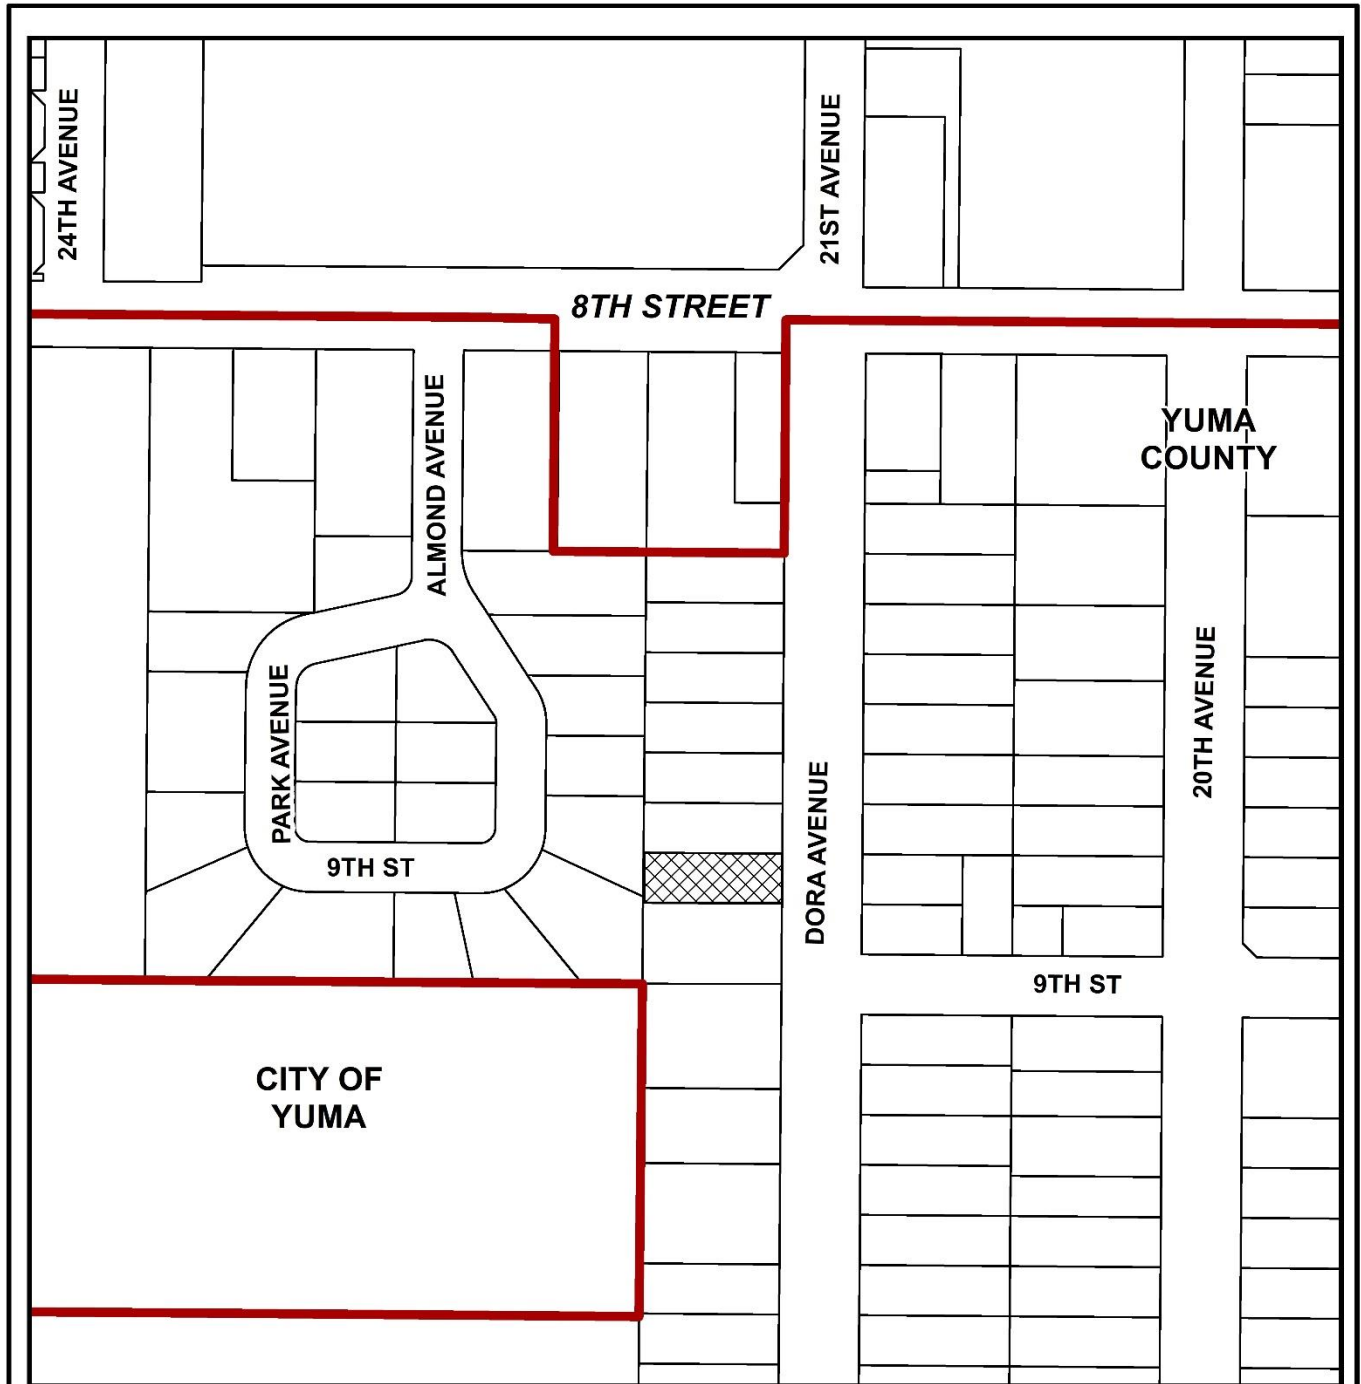 24TH AVENUE
21ST AVENUE
8TH STREET
ALMOND AVENUE
YUMA
COUNTY
PARK AVENUE
20TH AVENUE
DORA AVENUE
9TH ST
9TH ST
CITY OF
YUMA